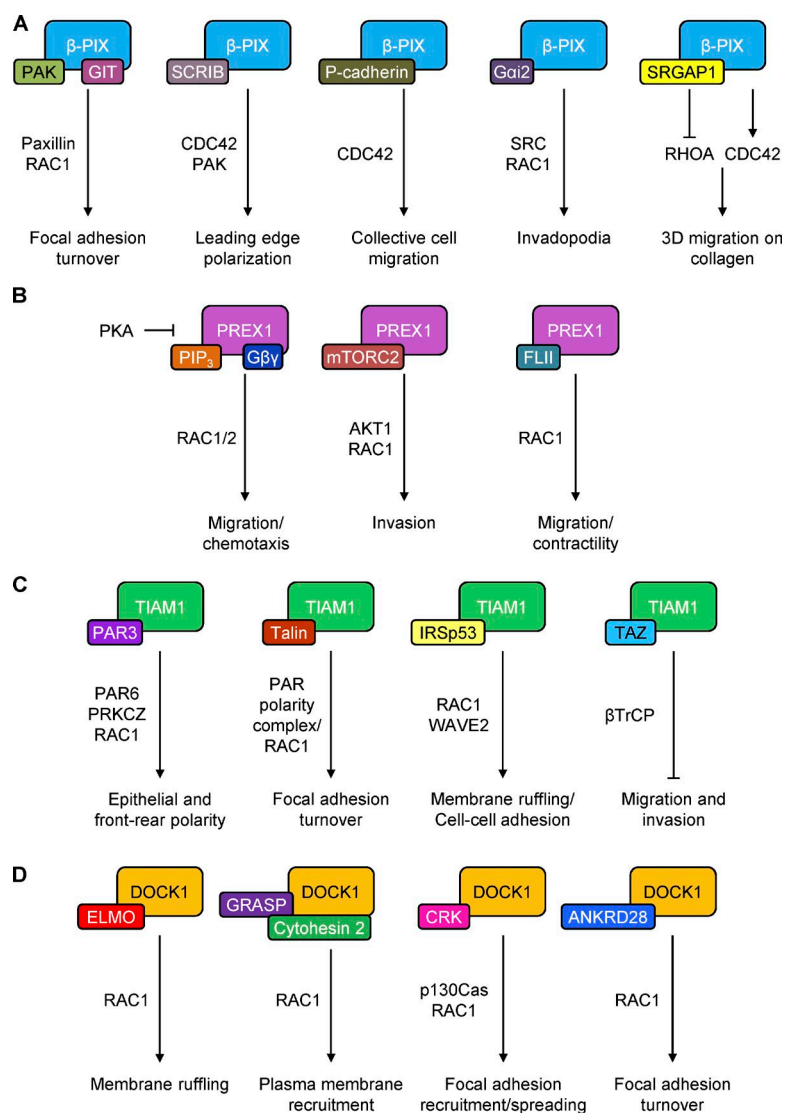 A
β-PIX
PAK
GIT
Paxillin
RAC1
Focal adhesion
turnover
β-PIX
SCRIB
CDC42
PAK
Leading edge
polarization
β-PIX
P-cadherin
CDC42
Collective cell
migration
β-PIX
Gαi2
SRC
RAC1
Invadopodia
β-PIX
SRGAP1
RHOA
CDC42
3D migration on
collagen
B
PKA
PREX1
PIP₃
Gβγ
RAC1/2
Migration/
chemotaxis
PREX1
mTORC2
AKT1
RAC1
Invasion
PREX1
FLII
RAC1
Migration/
contractility
C
TIAM1
PAR3
PAR6
PRKCZ
RAC1
Epithelial and
front-rear polarity
TIAM1
Talin
PAR
polarity
complex/
RAC1
Focal adhesion
turnover
TIAM1
IRSp53
RAC1
WAVE2
Membrane ruffling/
Cell-cell adhesion
TIAM1
TAZ
βTrCP
Migration and
invasion
D
DOCK1
ELMO
RAC1
Membrane ruffling
DOCK1
GRASP
Cytohesin 2
RAC1
Plasma membrane
recruitment
DOCK1
CRK
p130Cas
RAC1
Focal adhesion
recruitment/spreading
DOCK1
ANKRD28
RAC1
Focal adhesion
turnover